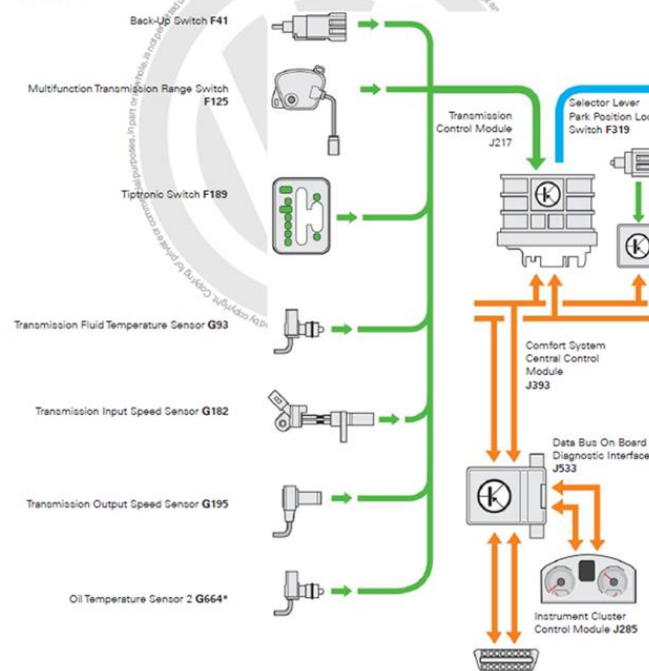 Back-Up Switch F41
Multifunction Transmission Range Switch
F125
Tiptronic Switch F189
Transmission Fluid Temperature Sensor G93
Transmission Input Speed Sensor G182
Transmission Output Speed Sensor G195
Oil Temperature Sensor 2 G664*
Transmission
Control Module
J217
Selector Lever
Park Position Loc
Switch F319
Comfort System
Central Control
Module
J393
Data Bus On Board
Diagnostic Interface
J533
Instrument Cluster
Control Module J285